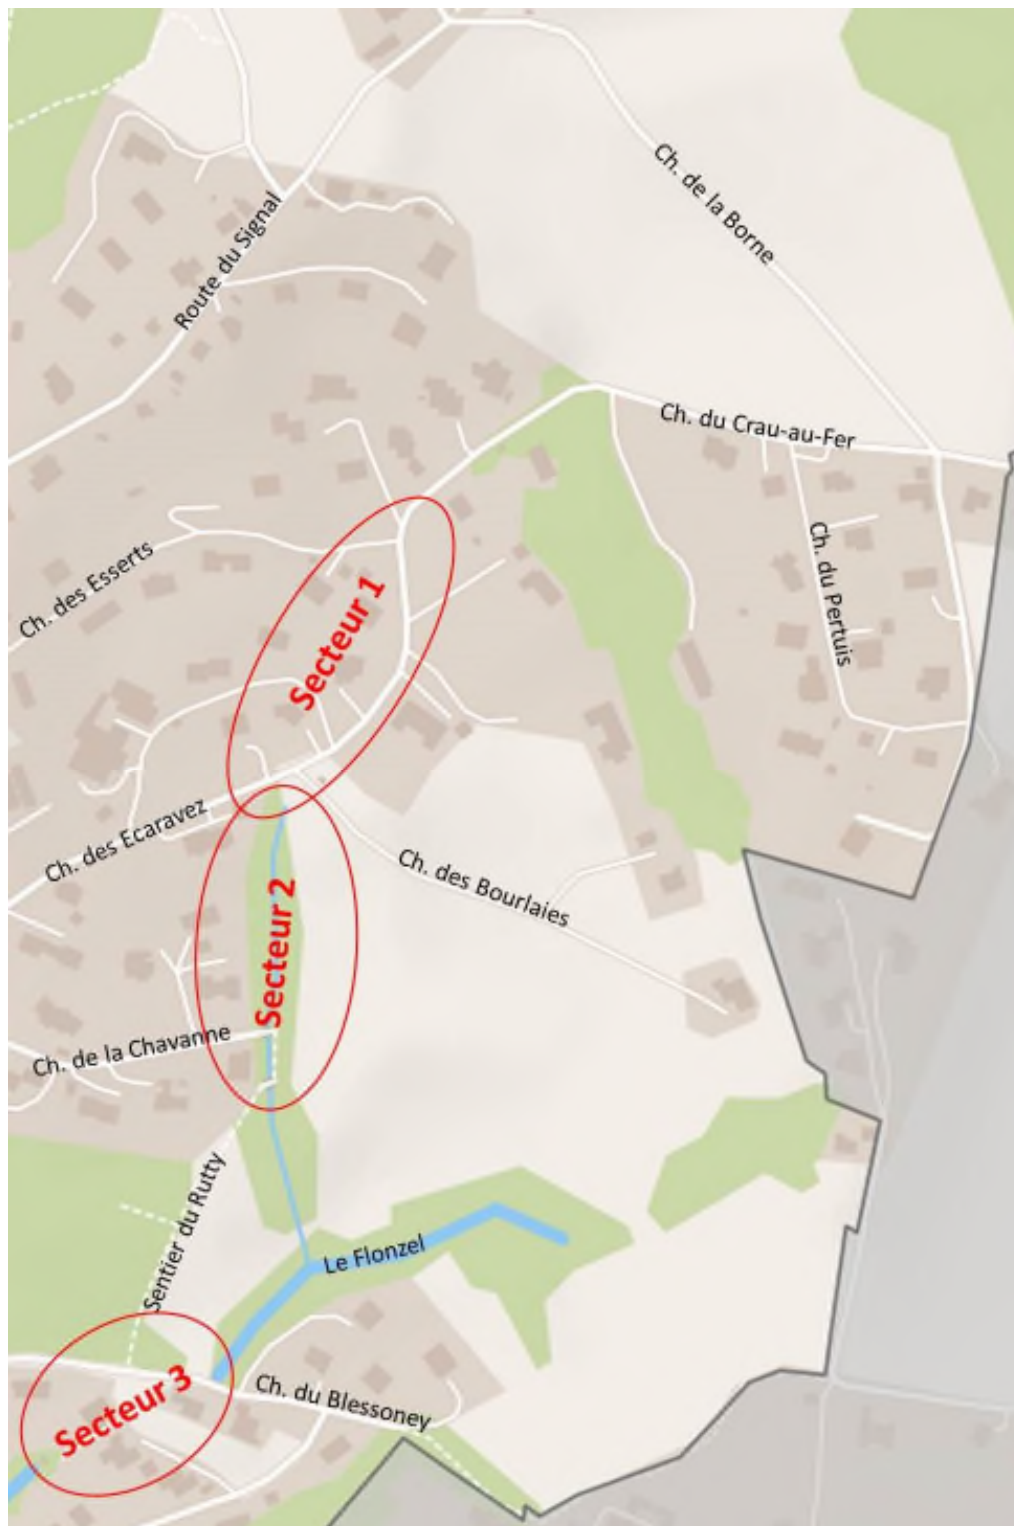 Ch. de la Borne
Route du Signal
Ch. du Crau-au-Fer
Ch. des Esserts
Ch. du Pertuis
Secteur 1
Ch. des Ecaravez
Ch. des Bourlaies
Secteur 2
Ch. de la Chavanne
Sentier du Rutty
Le Flonzel
Secteur 3
Ch. du Blessoney